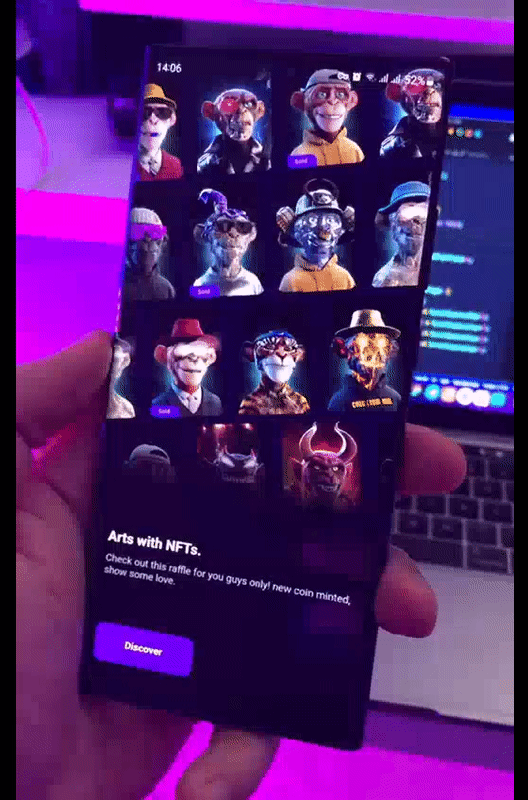 14:06
52%
Sold
Sold
Sold
Arts with NFTs.
Check out this raffle for you guys only! new coin minted,
show some love.
Discover